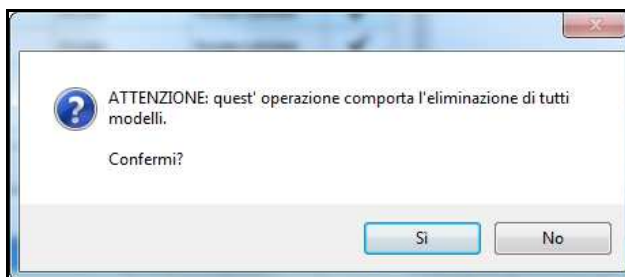 ATTENZIONE: quest' operazione comporta l'eliminazione di tutti
modelli.
Confermi?
Sì
No